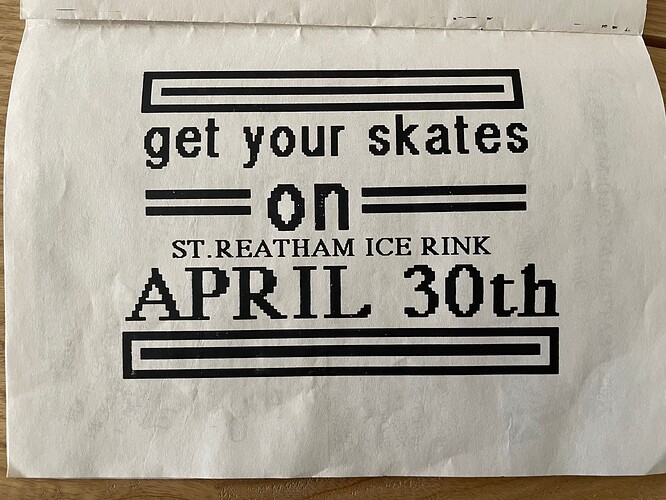 get your skates
on
ST.REATHAM ICE RINK
APRIL 30th